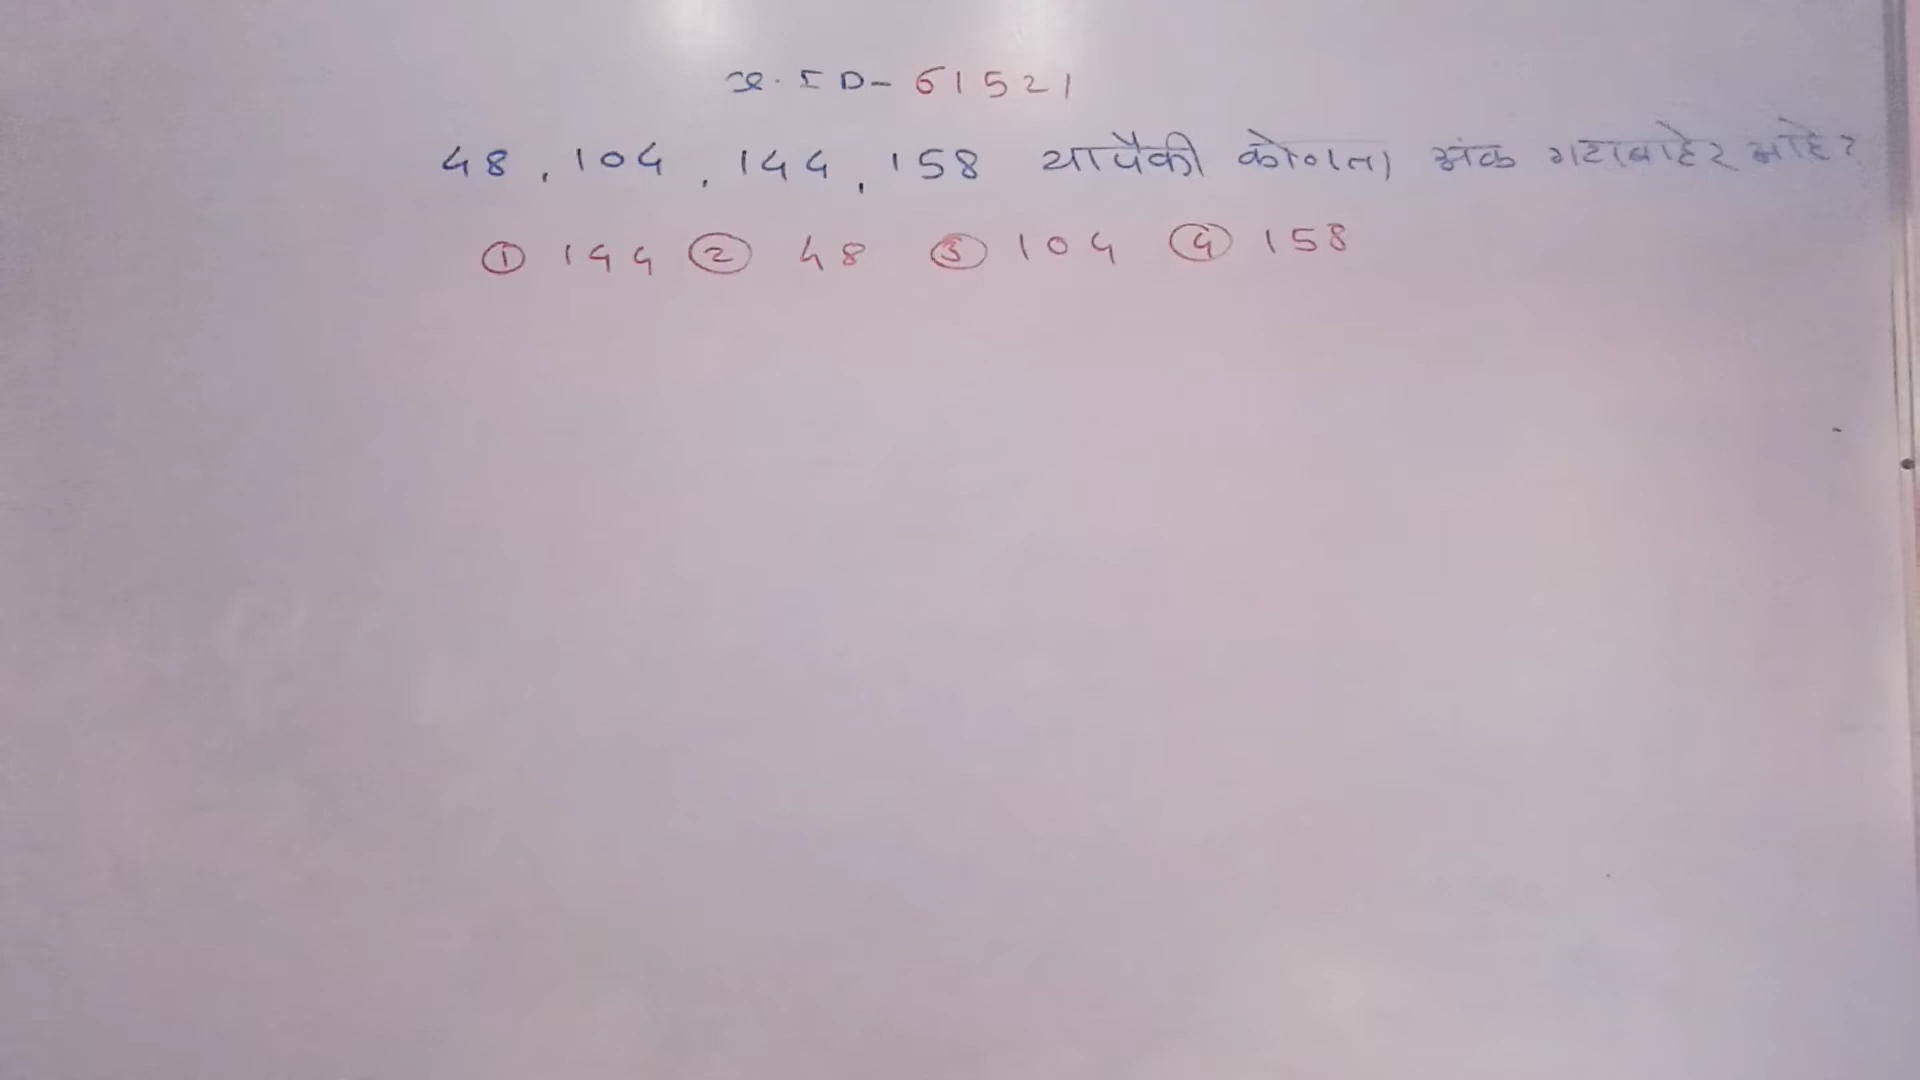 प्र. ID- 61521
48, 104, 144, 158 यापैकी कोणता अंक गटाबाहेर आहे?
① 144 ② 48 ③ 104 ④ 158